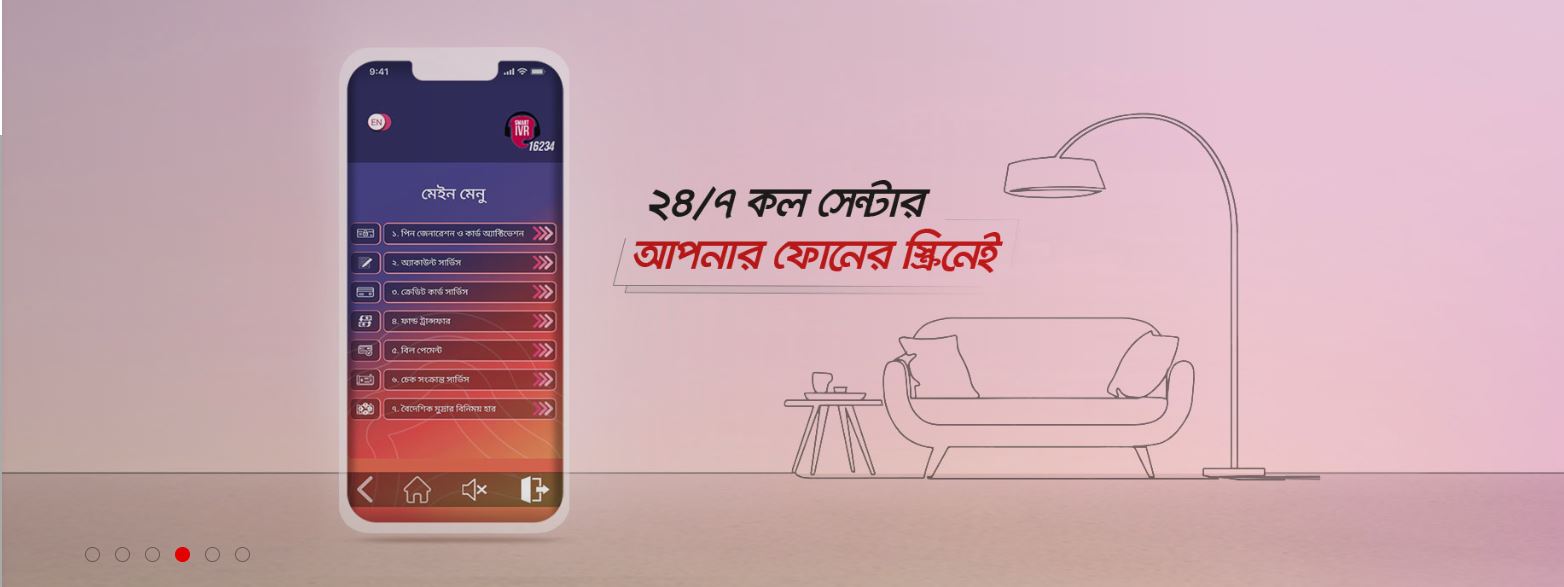 9:41
EN
SMART
IVR
16234
মেইন মেনু
১. পিন জেনারেশন ও কার্ড অ্যাক্টিভেশন
২. অ্যাকাউন্ট সার্ভিস
৩. ক্রেডিট কার্ড সার্ভিস
৪. ফান্ড ট্রান্সফার
৫. বিল পেমেন্ট
৬. চেক সংক্রান্ত সার্ভিস
৭. বৈদেশিক মুদ্রার বিনিময় হার
২৪/৭ কল সেন্টার
আপনার ফোনের স্ক্রিনেই